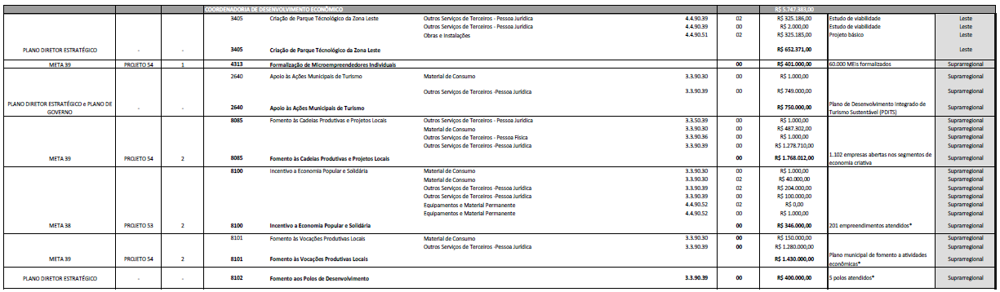 COORDENADORIA DE DESENVOLVIMENTO ECONÔMICO R$ 5.747.383,00
3405 Criação de Parque Técnológico da Zona Leste Outros Serviços de Terceiros - Pessoa Jurídica 4.4.90.39 02 R$ 325.186,00 Estudo de viabilidade Leste
Outros Serviços de Terceiros - Pessoa Jurídica 4.4.90.39 00 R$ 2.000,00 Estudo de viabilidade Leste
Obras e Instalações 4.4.90.51 02 R$ 325.185,00 Projeto básico Leste
PLANO DIRETOR ESTRATÉGICO - - 3405 Criação de Parque Técnológico da Zona Leste R$ 652.371,00 Leste
META 39 PROJETO 54 1 4313 Formalização de Microempreendedores Individuais 00 R$ 401.000,00 60.000 MEIs formalizados Suprarregional
2640 Apoio às Ações Municipais de Turismo Material de Consumo 3.3.90.30 00 R$ 1.000,00 Suprarregional
Outros Serviços de Terceiros -Pessoa Jurídica 3.3.90.39 00 R$ 749.000,00 Suprarregional
PLANO DIRETOR ESTRATÉGICO e PLANO DE
GOVERNO - - 2640 Apoio às Ações Municipais de Turismo R$ 750.000,00 Plano de Desenvolvimento Integrado de
Turismo Sustentável (PDITS) Suprarregional
8085 Fomento às Cadeias Produtivas e Projetos Locais Outros Serviços de Terceiros - Pessoa Jurídica 3.3.50.39 00 R$ 1.000,00 Suprarregional
Material de Consumo 3.3.90.30 00 R$ 487.302,00 Suprarregional
Outros Serviços de Terceiros - Pessoa Física 3.3.90.36 00 R$ 1.000,00 Suprarregional
Outros Serviços de Terceiros -Pessoa Jurídica 3.3.90.39 00 R$ 1.278.710,00 Suprarregional
META 39 PROJETO 54 2 8085 Fomento às Cadeias Produtivas e Projetos Locais 00 R$ 1.768.012,00 1.102 empresas abertas nos segmentos de
economia criativa Suprarregional
8100 Incentivo a Economia Popular e Solidária Material de Consumo 3.3.90.30 00 R$ 1.000,00 Suprarregional
Material de Consumo 3.3.90.30 02 R$ 40.000,00 Suprarregional
Outros Serviços de Terceiros -Pessoa Jurídica 3.3.90.39 02 R$ 204.000,00 Suprarregional
Outros Serviços de Terceiros -Pessoa Jurídica 3.3.90.39 00 R$ 100.000,00 Suprarregional
Equipamentos e Material Permanente 4.4.90.52 02 R$ 0,00 Suprarregional
Equipamentos e Material Permanente 4.4.90.52 00 R$ 1.000,00 Suprarregional
META 38 PROJETO 53 2 8100 Incentivo a Economia Popular e Solidária 00 R$ 346.000,00 201 empreendimentos atendidos* Suprarregional
8101 Fomento às Vocações Produtivas Locais Material de Consumo 3.3.90.30 00 R$ 150.000,00 Suprarregional
Outros Serviços de Terceiros -Pessoa Jurídica 3.3.90.39 00 R$ 1.280.000,00 Suprarregional
META 39 PROJETO 54 2 8101 Fomento às Vocações Produtivas Locais R$ 1.430.000,00 Plano municipal de fomento a atividades
econômicas* Suprarregional
PLANO DIRETOR ESTRATÉGICO - - 8102 Fomento aos Polos de Desenvolvimento 3.3.90.39 00 R$ 400.000,00 5 polos atendidos* Suprarregional